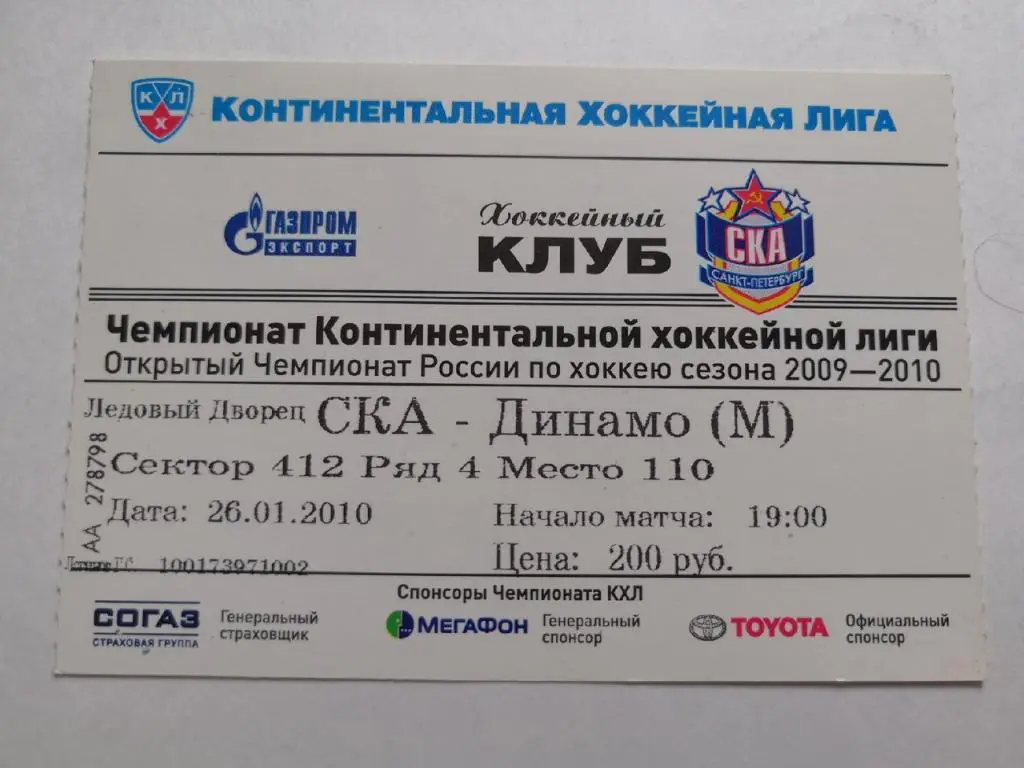 КХЛ
Континентальная Хоккейная Лига
ГАЗПРОМ
ЭКСПОРТ
Хоккейный
КЛУБ
СКА
САНКТ-ПЕТЕРБУРГ
Чемпионат Континентальной хоккейной лиги
Открытый Чемпионат России по хоккею сезона 2009—2010
Ледовый Дворец СКА - Динамо (М)
Сектор 412 Ряд 4 Место 110
АА 278798
Дата: 26.01.2010 Начало матча: 19:00
Цена: 200 руб.
100173971002
Спонсоры Чемпионата КХЛ
СОГАЗ
СТРАХОВАЯ ГРУППА
Генеральный
страховщик
МЕГАФОН
Генеральный
спонсор
TOYOTA
Официальный
спонсор